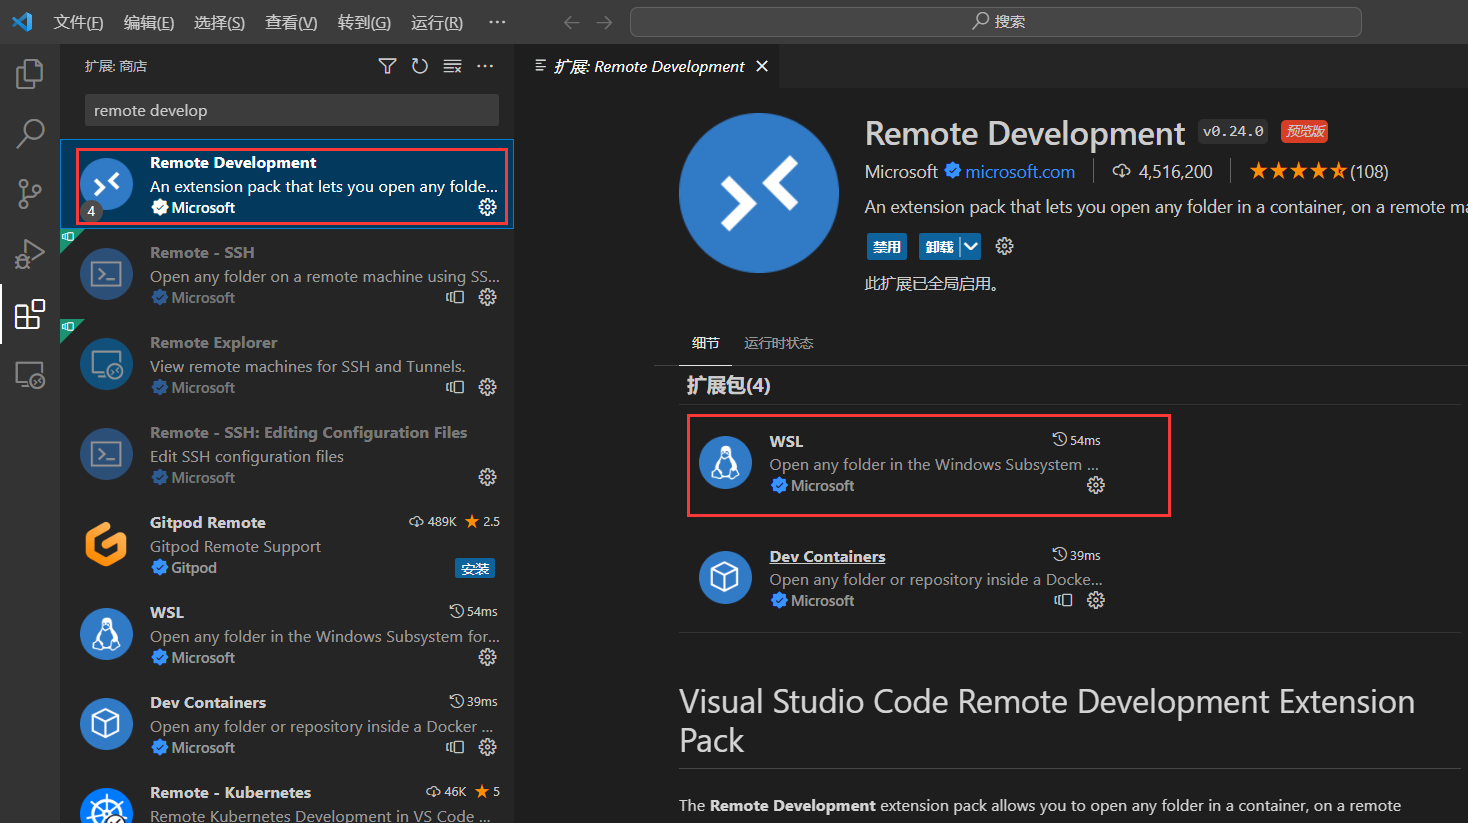 文件(F) 编辑(E) 选择(S) 查看(V) 转到(G) 运行(R) ··· 搜索
扩展: 商店
remote develop
Remote Development
An extension pack that lets you open any folde...
Microsoft
4
Remote - SSH
Open any folder on a remote machine using SS...
Microsoft
Remote Explorer
View remote machines for SSH and Tunnels.
Microsoft
Remote - SSH: Editing Configuration Files
Edit SSH configuration files
Microsoft
Gitpod Remote 489K 2.5
Gitpod Remote Support
Gitpod 安装
WSL 54ms
Open any folder in the Windows Subsystem for...
Microsoft
Dev Containers 39ms
Open any folder or repository inside a Docker ...
Microsoft
Remote - Kubernetes 46K 5
Remote Kubernetes Development in VS Code ...
扩展: Remote Development
Remote Development v0.24.0 预览版
Microsoft microsoft.com 4,516,200 (108)
An extension pack that lets you open any folder in a container, on a remote ma
禁用 卸载
此扩展已全局启用。
细节 运行时状态
扩展包(4)
WSL 54ms
Open any folder in the Windows Subsystem ...
Microsoft
Dev Containers 39ms
Open any folder or repository inside a Docke...
Microsoft
Visual Studio Code Remote Development Extension
Pack
The Remote Development extension pack allows you to open any folder in a container, on a remote